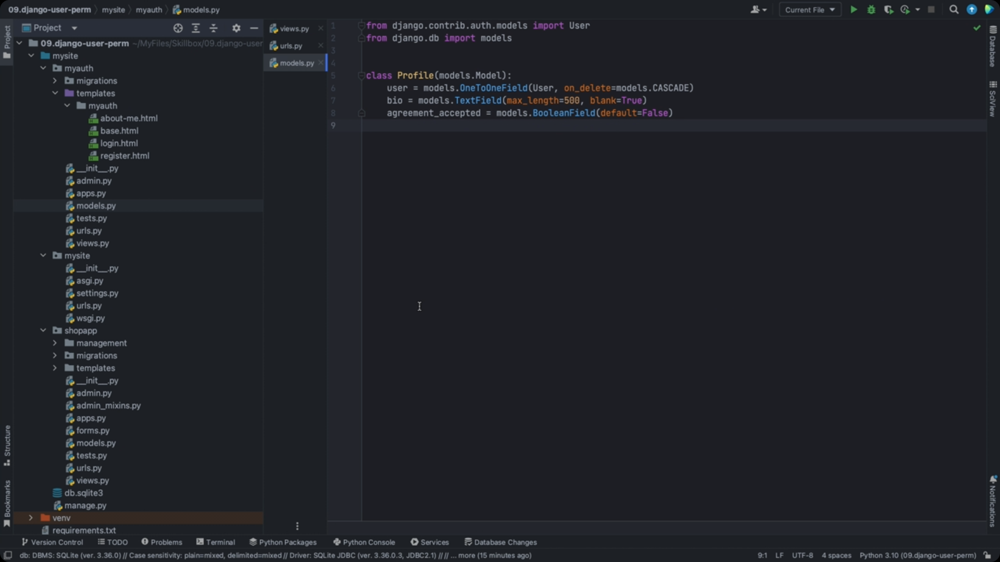 09.django-user-perm mysite myauth models.py
Current File
Project
Project
09.django-user-perm ~/MyFiles/Skillbox/09.django-user
mysite
myauth
migrations
templates
myauth
about-me.html
base.html
login.html
register.html
__init__.py
admin.py
apps.py
models.py
tests.py
urls.py
views.py
mysite
__init__.py
asgi.py
settings.py
urls.py
wsgi.py
shopapp
management
migrations
templates
__init__.py
admin.py
admin_mixins.py
apps.py
forms.py
models.py
tests.py
urls.py
views.py
db.sqlite3
manage.py
venv
requirements.txt
Structure
Bookmarks
views.py
urls.py
models.py
1 from django.contrib.auth.models import User
2 from django.db import models
3
4
5 class Profile(models.Model):
6 user = models.OneToOneField(User, on_delete=models.CASCADE)
7 bio = models.TextField(max_length=500, blank=True)
8 agreement_accepted = models.BooleanField(default=False)
9
Database
SciView
Notifications
Version Control TODO Problems Terminal Python Packages Python Console Services Database Changes
db: DBMS: SQLite (ver. 3.36.0) // Case sensitivity: plain=mixed, delimited=mixed // Driver: SQLite JDBC (ver. 3.36.0.3, JDBC2.1) // // ... more (15 minutes ago) 9:1 LF UTF-8 4 spaces Python 3.10 (09.django-user-perm)